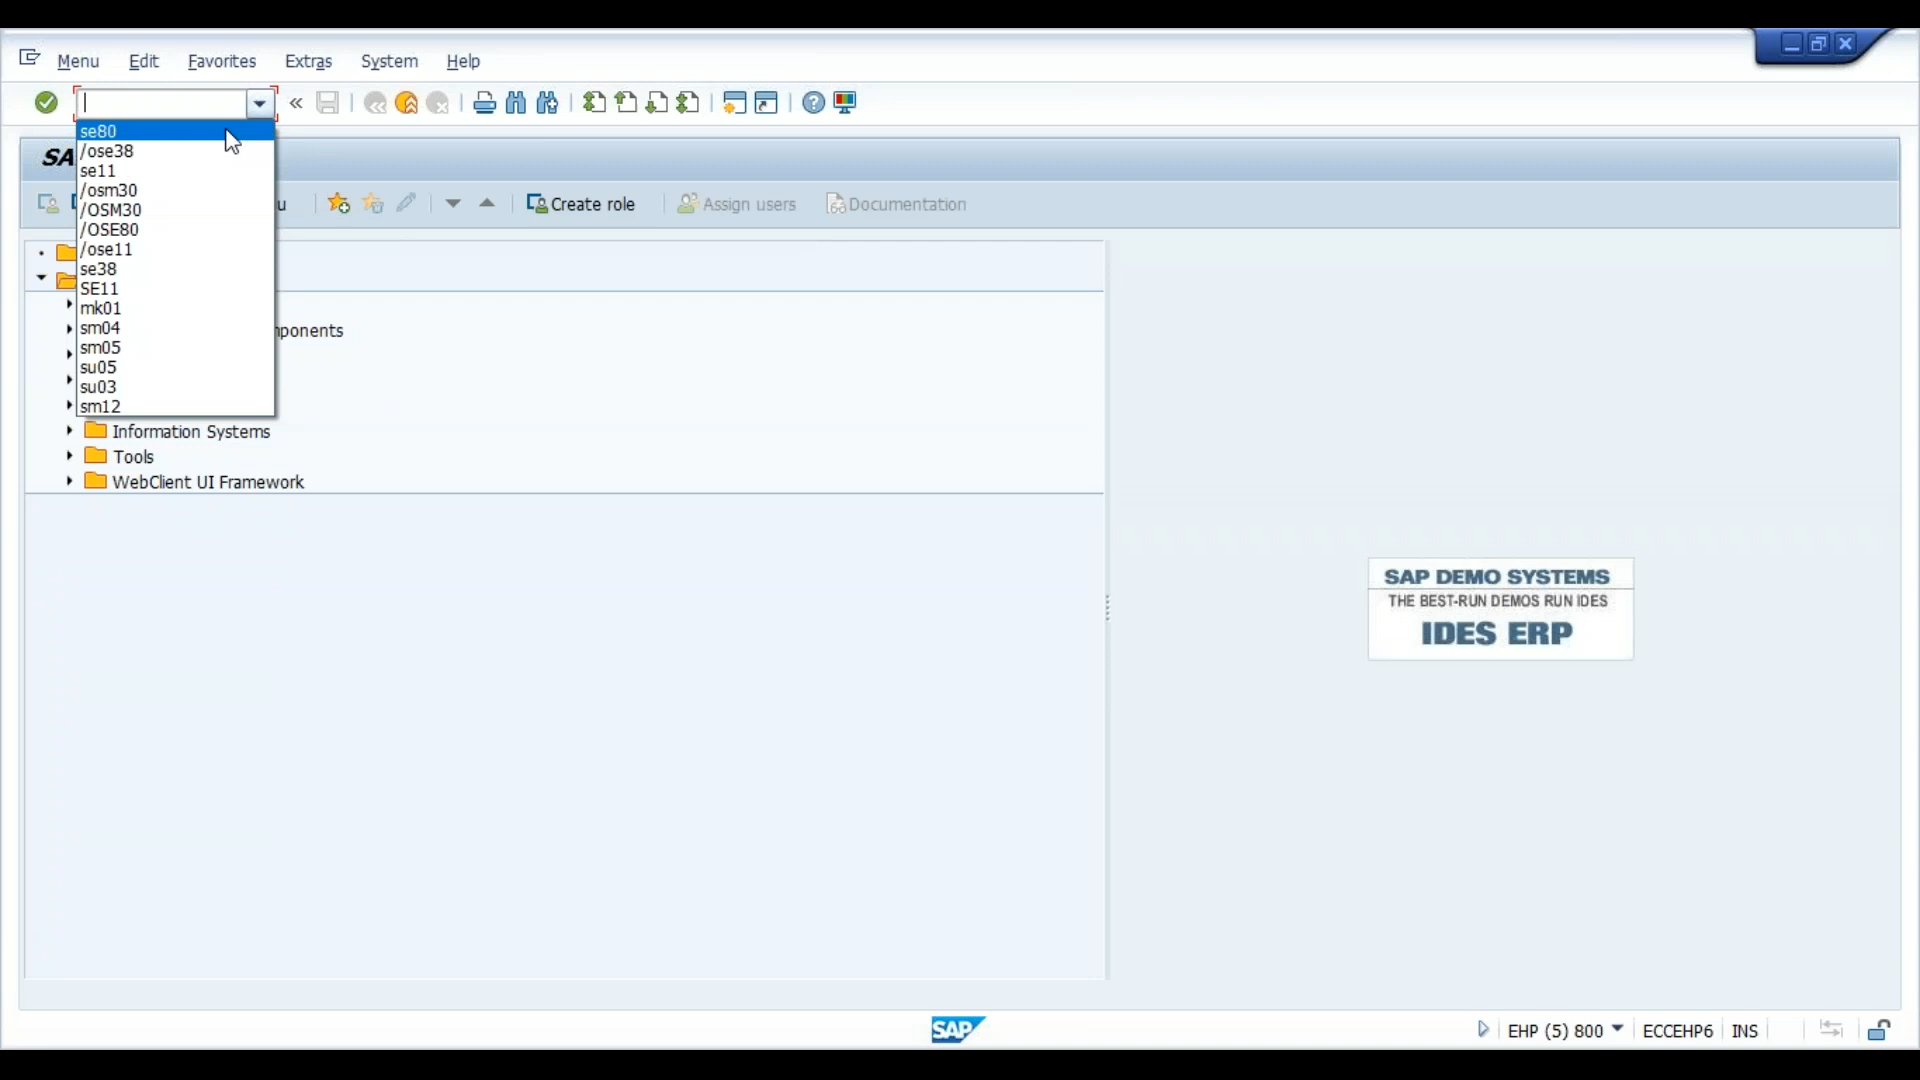 Menu Edit Favorites Extras System Help
se80
/ose38
se11
/osm30
/OSM30
/OSE80
/ose11
se38
SE11
mk01
sm04
sm05
su05
su03
sm12
SA
u Create role Assign users Documentation
ponents
Information Systems
Tools
WebClient UI Framework
SAP DEMO SYSTEMS
THE BEST-RUN DEMOS RUN IDES
IDES ERP
SAP
EHP (5) 800 ECCEHP6 INS